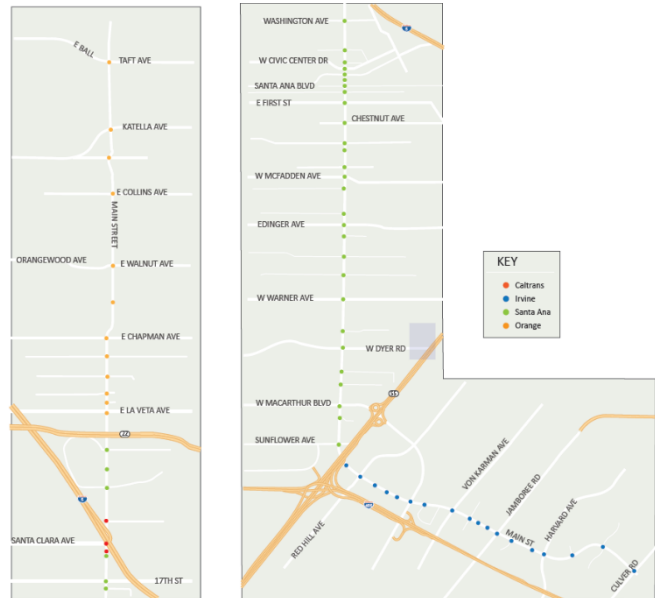 E BALL
TAFT AVE
KATELLA AVE
E COLLINS AVE
MAIN STREET
ORANGEWOOD AVE
E WALNUT AVE
E CHAPMAN AVE
E LA VETA AVE
22
5
SANTA CLARA AVE
17TH ST
WASHINGTON AVE
5
W CIVIC CENTER DR
SANTA ANA BLVD
E FIRST ST
CHESTNUT AVE
W MCFADDEN AVE
EDINGER AVE
W WARNER AVE
W DYER RD
55
W MACARTHUR BLVD
SUNFLOWER AVE
RED HILL AVE
VON KARMAN AVE
JAMBOREE RD
HARVARD AVE
MAIN ST
CULVER RD
KEY
Caltrans
Irvine
Santa Ana
Orange